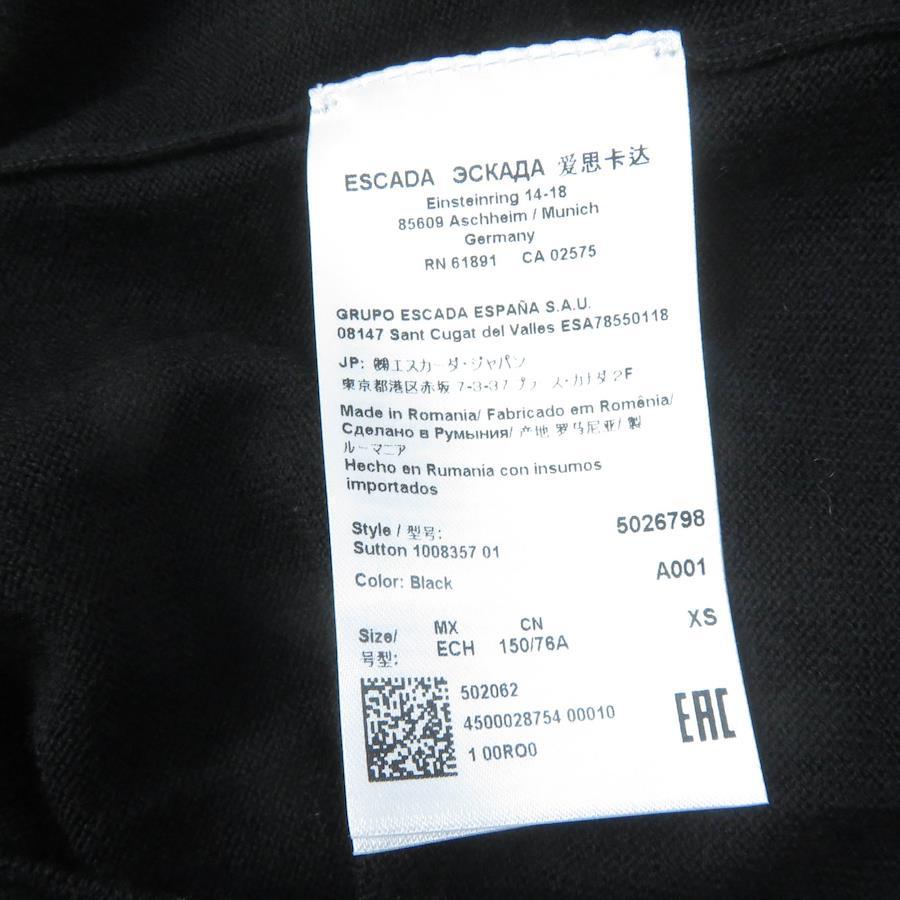 ESCADA ЭСКАДА 爱思卡达
Einsteinring 14-18
85609 Aschheim / Munich
Germany
RN 61891 CA 02575
GRUPO ESCADA ESPAÑA S.A.U.
08147 Sant Cugat del Valles ESA78550118
JP: ㈱エスカーダ・ジャパン
東京都港区赤坂 7-3-37 プラース・カナダ 2F
Made in Romania/ Fabricado em Romênia/
Сделано в Румыния/ 产地 罗马尼亚/ 製
ルーマニア
Hecho en Rumanía con insumos
importados
Style / 型号: 5026798
Sutton 1008357 01
Color: Black A001
Size/ MX CN XS
号型: ECH 150/76A
502062
4500028754 00010
1 00RO0
EAC